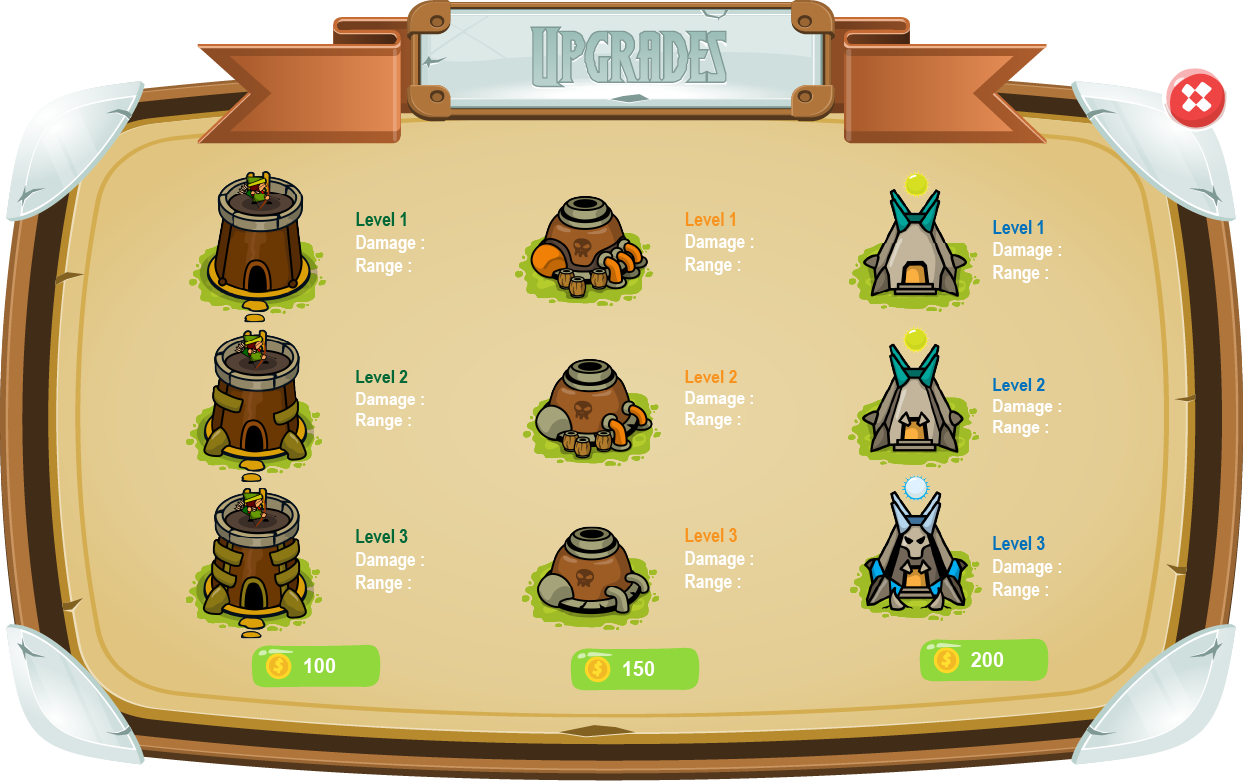 UPGRADES
Level 1
Damage :
Range :
Level 1
Damage :
Range :
Level 1
Damage :
Range :
Level 2
Damage :
Range :
Level 2
Damage :
Range :
Level 2
Damage :
Range :
Level 3
Damage :
Range :
Level 3
Damage :
Range :
Level 3
Damage :
Range :
$ 100
$ 150
$ 200